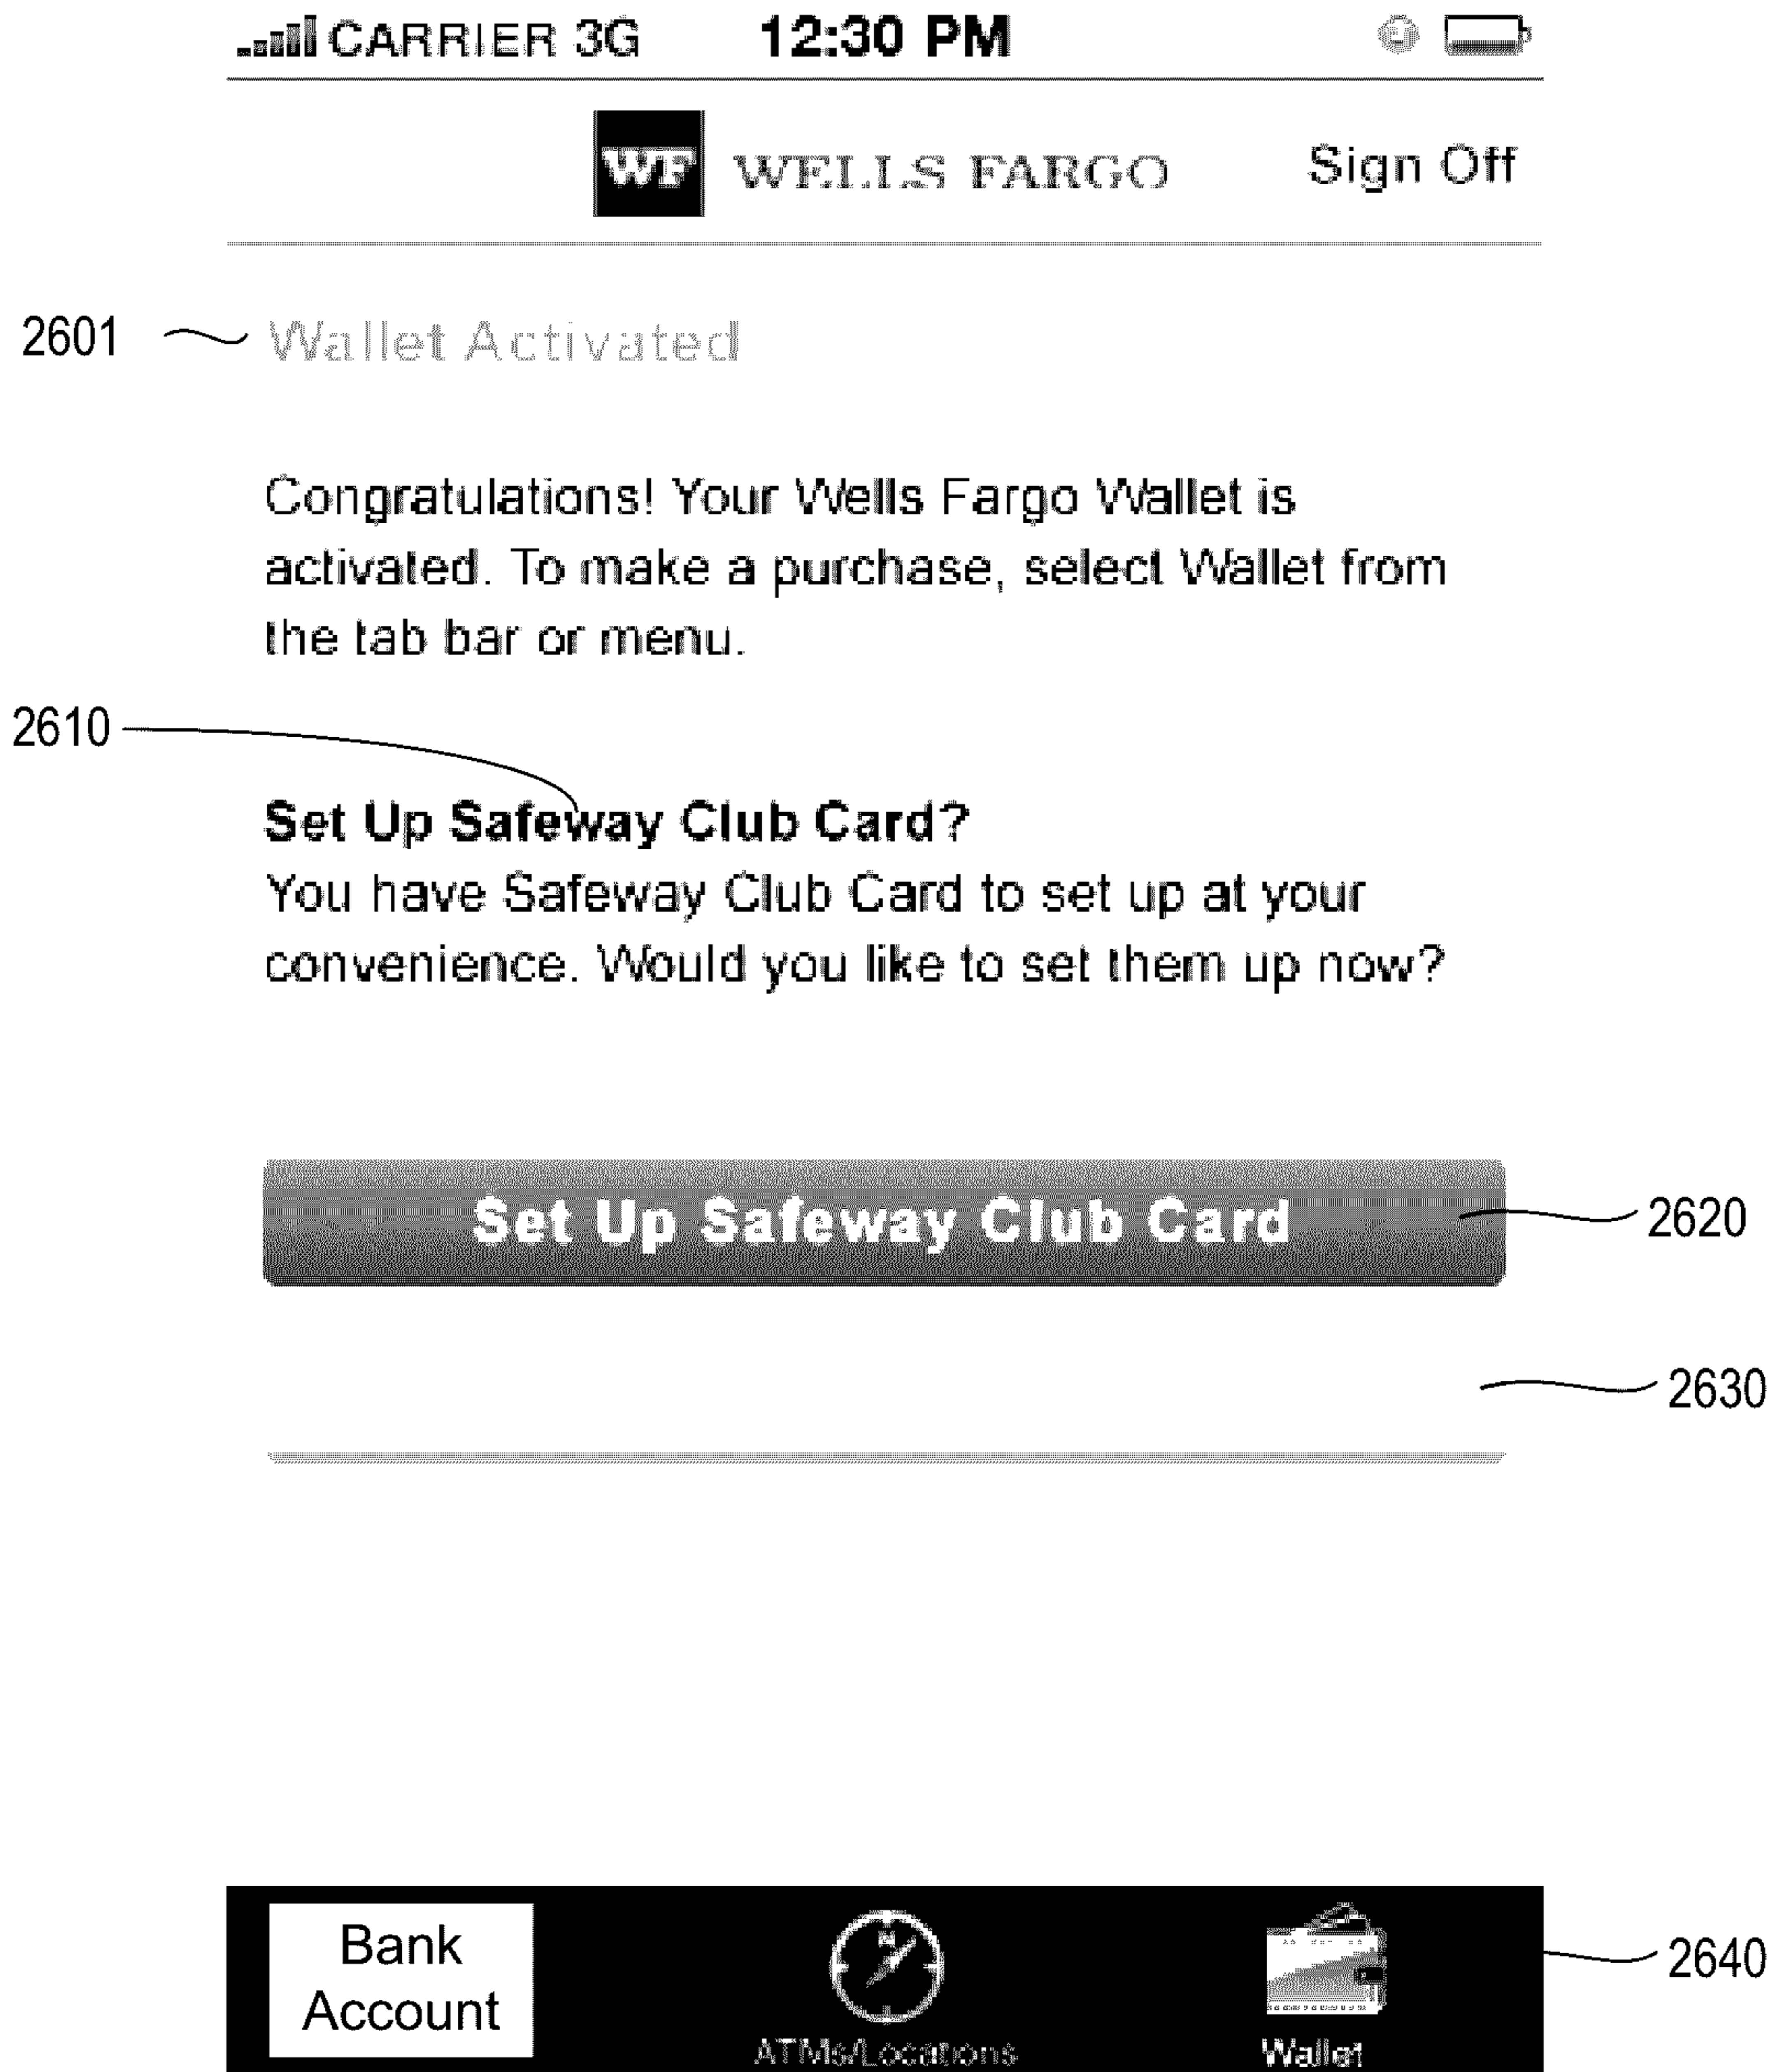 CARRIER 3G 12:30 PM
WF WELLS FARGO Sign Off
2601 Wallet Activated
Congratulations! Your Wells Fargo Wallet is
activated. To make a purchase, select Wallet from
the tab bar or menu.
2610
Set Up Safeway Club Card?
You have Safeway Club Card to set up at your
convenience. Would you like to set them up now?
Set Up Safeway Club Card 2620
2630
Bank
Account
ATMs/Locations
Wallet
2640